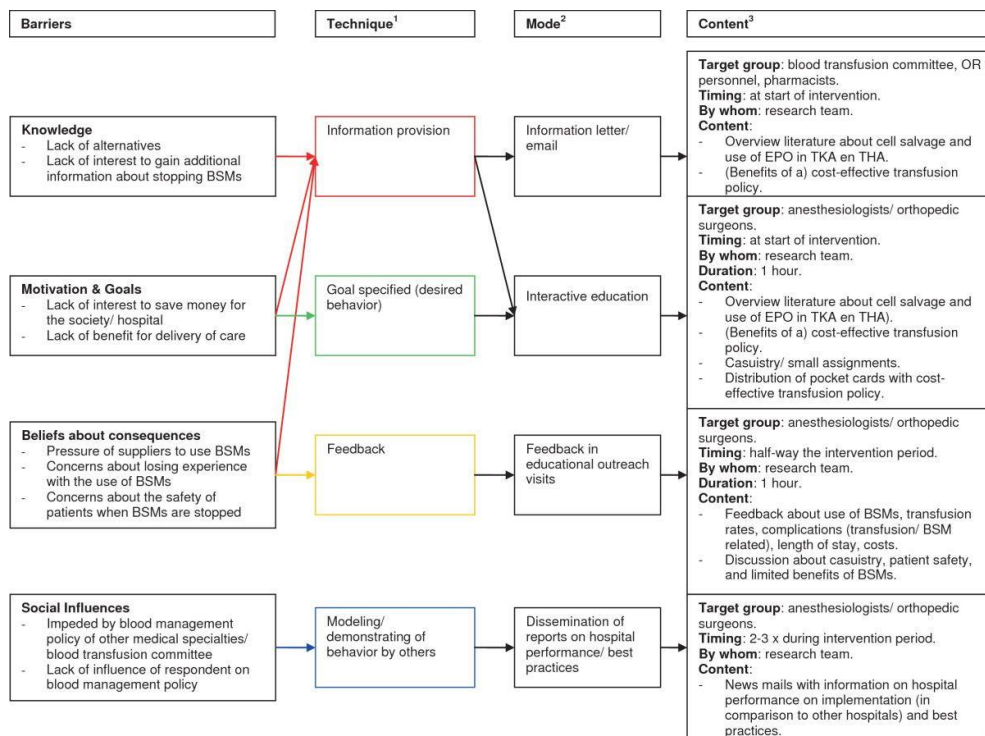 Barriers
Technique1
Mode2
Content3
Knowledge
- Lack of alternatives
- Lack of interest to gain additional
information about stopping BSMs
Information provision
Information letter/
email
Target group: blood transfusion committee, OR
personnel, pharmacists.
Timing: at start of intervention.
By whom: research team.
Content:
- Overview literature about cell salvage and
use of EPO in TKA en THA.
- (Benefits of a) cost-effective transfusion
policy.
Motivation & Goals
- Lack of interest to save money for
the society/ hospital
- Lack of benefit for delivery of care
Goal specified (desired
behavior)
Interactive education
Target group: anesthesiologists/ orthopedic
surgeons.
Timing: at start of intervention.
By whom: research team.
Duration: 1 hour.
Content:
- Overview literature about cell salvage and
use of EPO in TKA en THA).
- (Benefits of a) cost-effective transfusion
policy.
- Casuistry/ small assignments.
- Distribution of pocket cards with cost-
effective transfusion policy.
Beliefs about consequences
- Pressure of suppliers to use BSMs
- Concerns about losing experience
with the use of BSMs
- Concerns about the safety of
patients when BSMs are stopped
Feedback
Feedback in
educational outreach
visits
Target group: anesthesiologists/ orthopedic
surgeons.
Timing: half-way the intervention period.
By whom: research team.
Duration: 1 hour.
Content:
- Feedback about use of BSMs, transfusion
rates, complications (transfusion/ BSM
related), length of stay, costs.
- Discussion about casuistry, patient safety,
and limited benefits of BSMs.
Social Influences
- Impeded by blood management
policy of other medical specialties/
blood transfusion committee
- Lack of influence of respondent on
blood management policy
Modeling/
demonstrating of
behavior by others
Dissemination of
reports on hospital
performance/ best
practices
Target group: anesthesiologists/ orthopedic
surgeons.
Timing: 2-3 x during intervention period.
By whom: research team.
Content:
- News mails with information on hospital
performance on implementation (in
comparison to other hospitals) and best
practices.